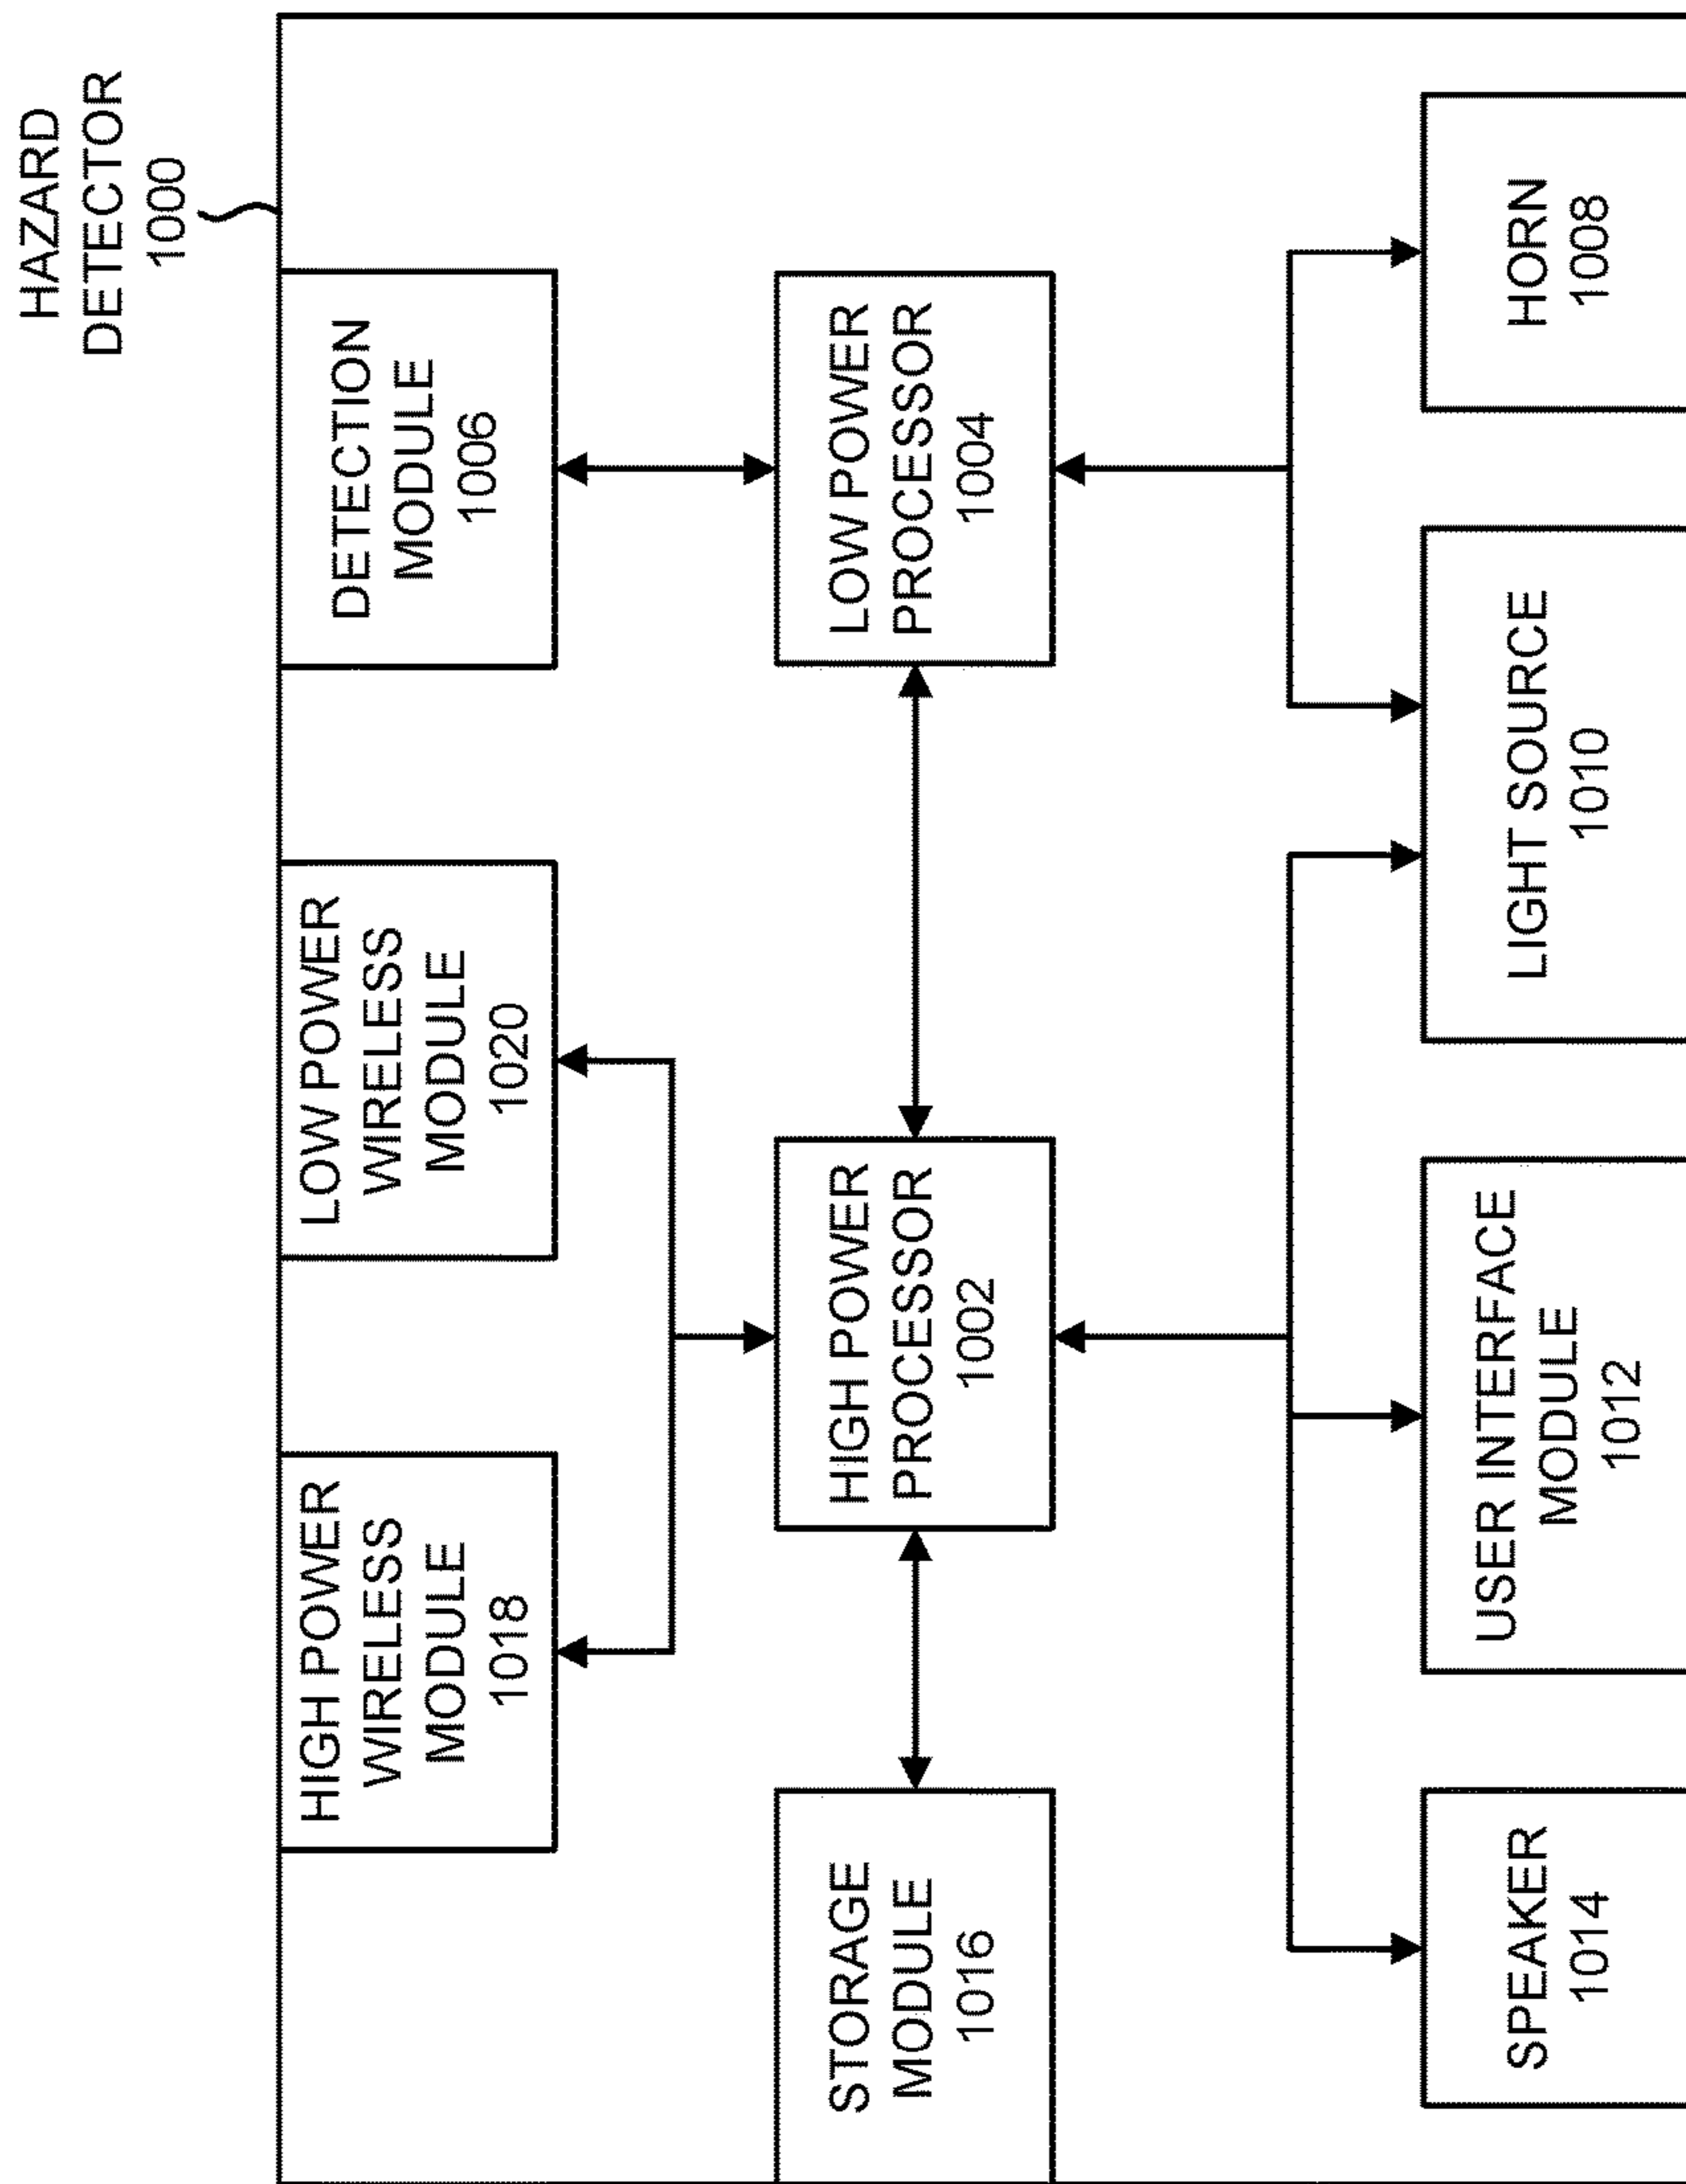 HAZARD
DETECTOR
1000
HIGH POWER
WIRELESS
MODULE
1018
LOW POWER
WIRELESS
MODULE
1020
DETECTION
MODULE
1006
STORAGE
MODULE
1016
HIGH POWER
PROCESSOR
1002
LOW POWER
PROCESSOR
1004
SPEAKER
1014
USER INTERFACE
MODULE
1012
LIGHT SOURCE
1010
HORN
1008